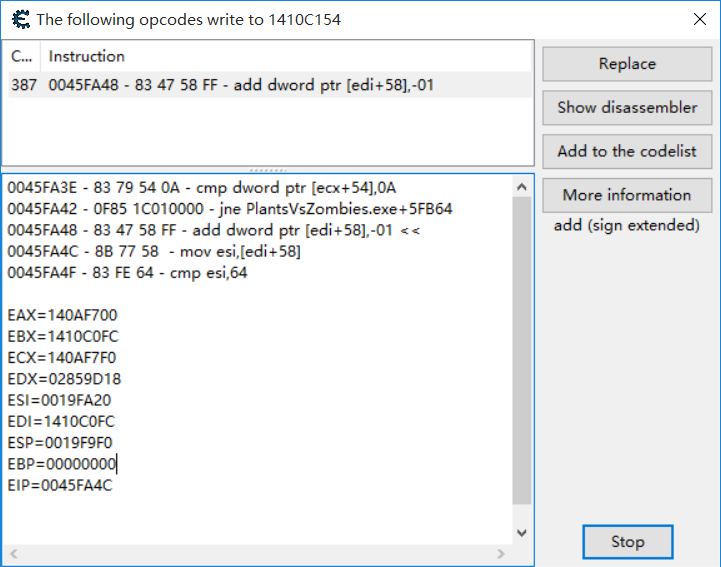 The following opcodes write to 1410C154
C... Instruction
387 0045FA48 - 83 47 58 FF - add dword ptr [edi+58],-01
Replace
Show disassembler
Add to the codelist
More information
add (sign extended)
0045FA3E - 83 79 54 0A - cmp dword ptr [ecx+54],0A
0045FA42 - 0F85 1C010000 - jne PlantsVsZombies.exe+5FB64
0045FA48 - 83 47 58 FF - add dword ptr [edi+58],-01 <<
0045FA4C - 8B 77 58  - mov esi,[edi+58]
0045FA4F - 83 FE 64 - cmp esi,64
EAX=140AF700
EBX=1410C0FC
ECX=140AF7F0
EDX=02859D18
ESI=0019FA20
EDI=1410C0FC
ESP=0019F9F0
EBP=00000000
EIP=0045FA4C
Stop